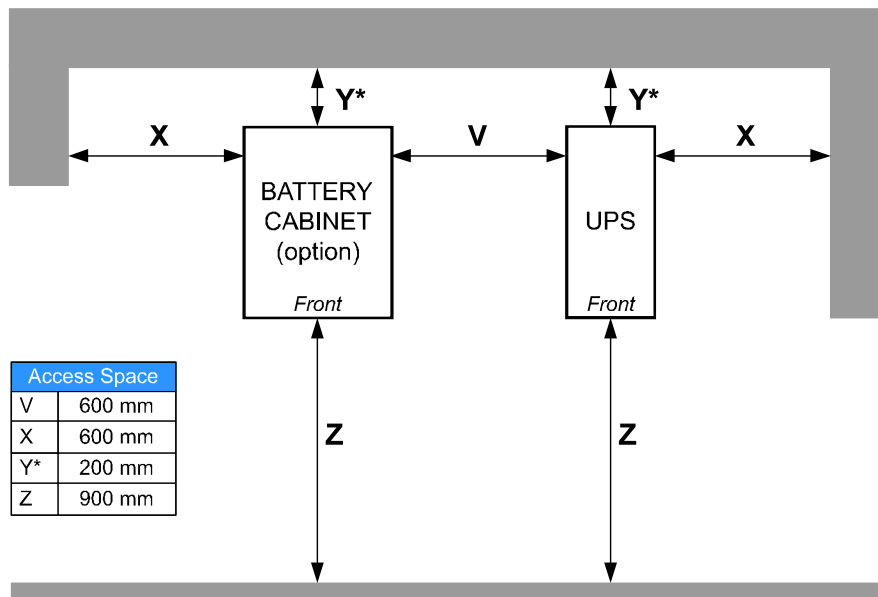 Y*
Y*
X
V
X
BATTERY
CABINET
(option)
Front
UPS
Front
Z
Z
Access Space
V 600 mm
X 600 mm
Y* 200 mm
Z 900 mm